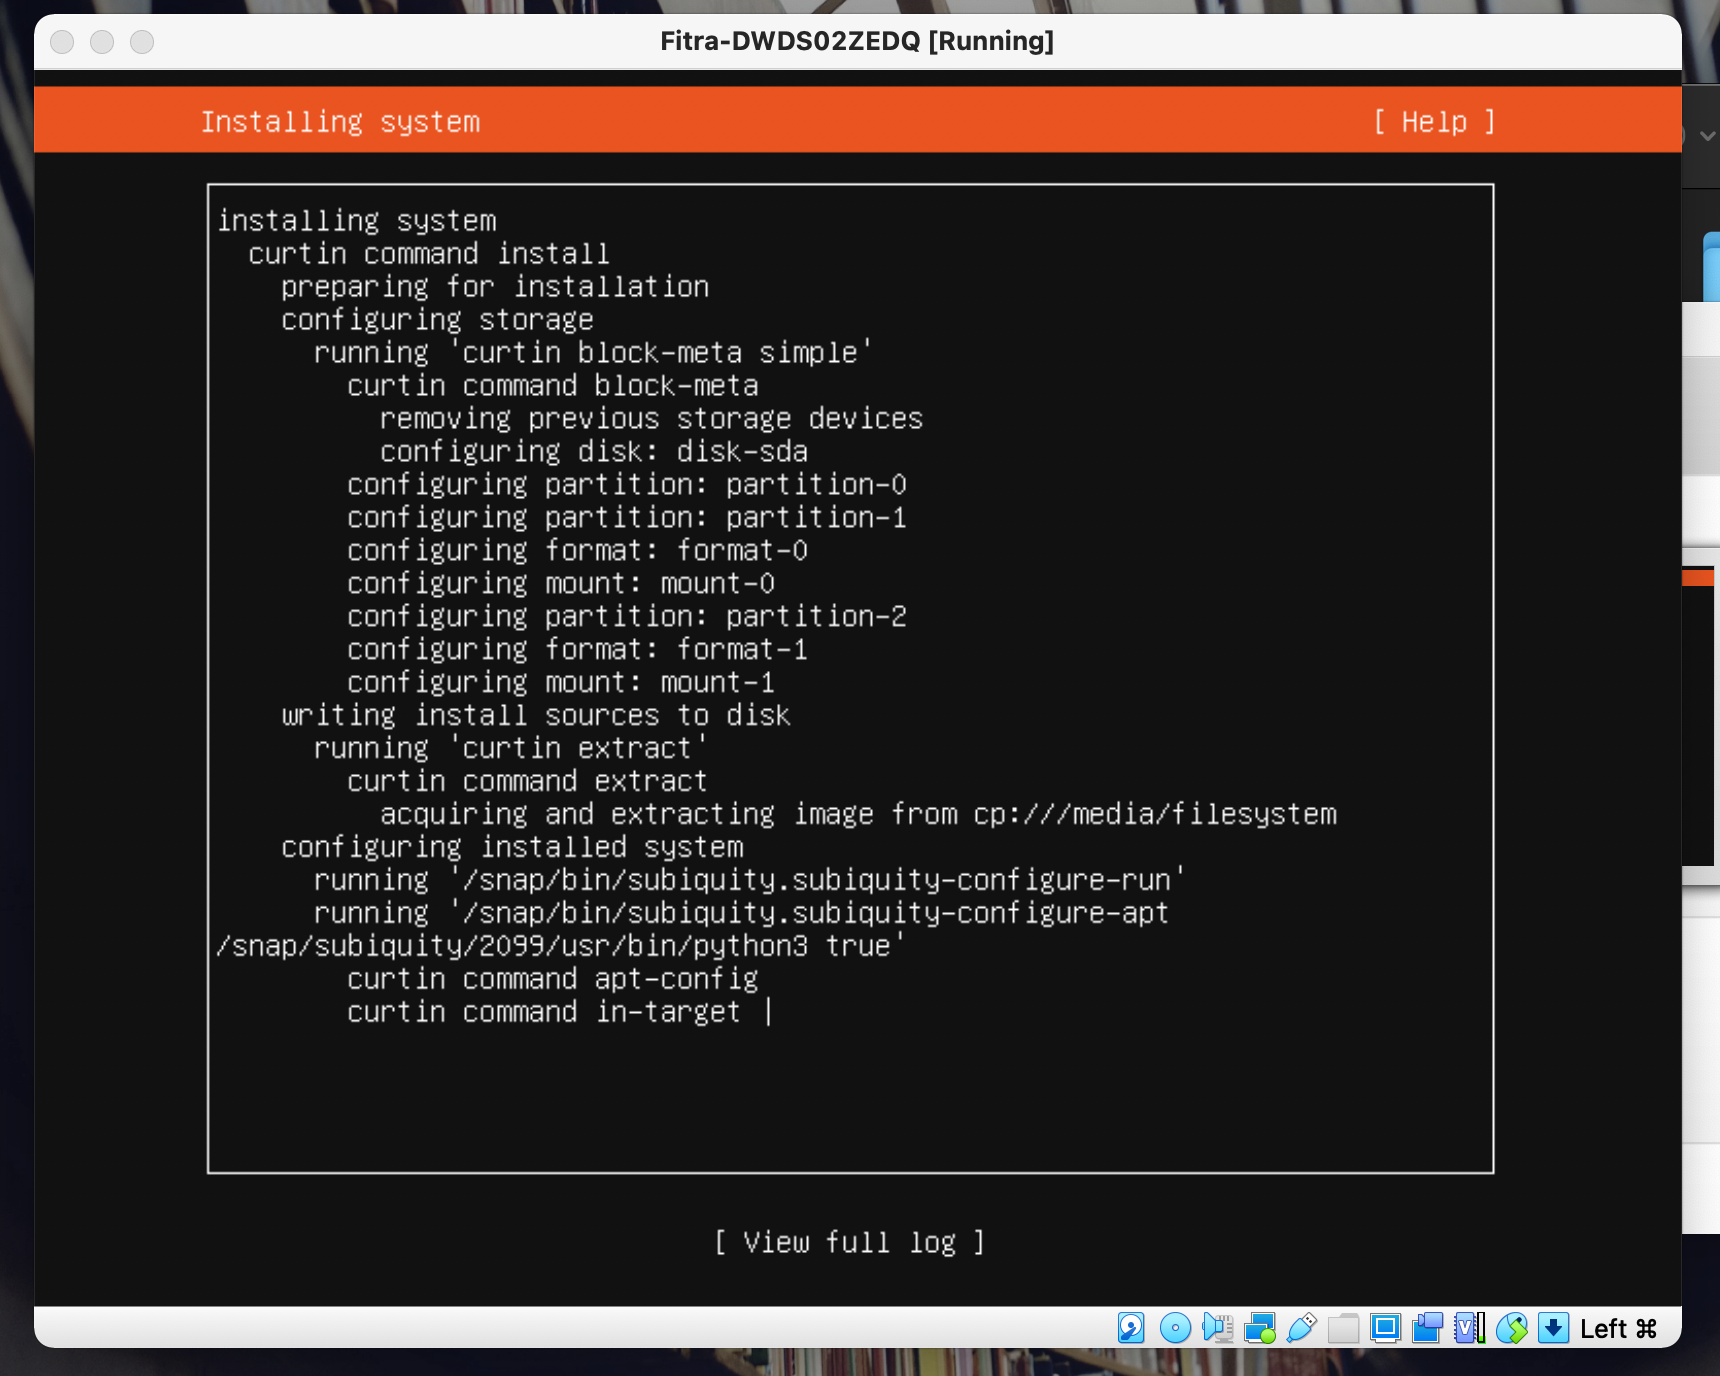 Fitra-DWDS02ZEDQ [Running]
Installing system
[ Help ]
installing system
curtin command install
preparing for installation
configuring storage
running 'curtin block-meta simple'
curtin command block-meta
removing previous storage devices
configuring disk: disk-sda
configuring partition: partition-0
configuring partition: partition-1
configuring format: format-0
configuring mount: mount-0
configuring partition: partition-2
configuring format: format-1
configuring mount: mount-1
writing install sources to disk
running 'curtin extract'
curtin command extract
acquiring and extracting image from cp:///media/filesystem
configuring installed system
running '/snap/bin/subiquity.subiquity-configure-run'
running '/snap/bin/subiquity.subiquity-configure-apt
/snap/subiquity/2099/usr/bin/python3 true'
curtin command apt-config
curtin command in-target |
[ View full log ]
Left ⌘